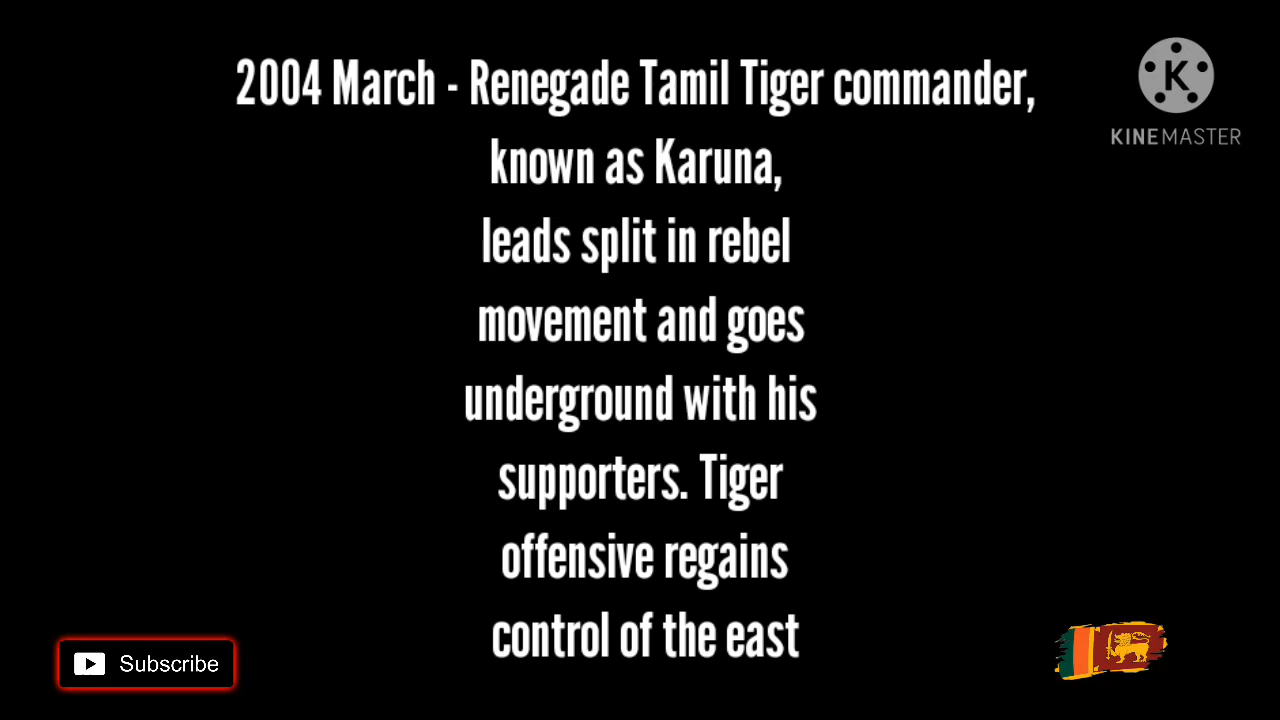 2004 March - Renegade Tamil Tiger commander,
known as Karuna,
leads split in rebel
movement and goes
underground with his
supporters. Tiger
offensive regains
control of the east
K
KINEMASTER
Subscribe